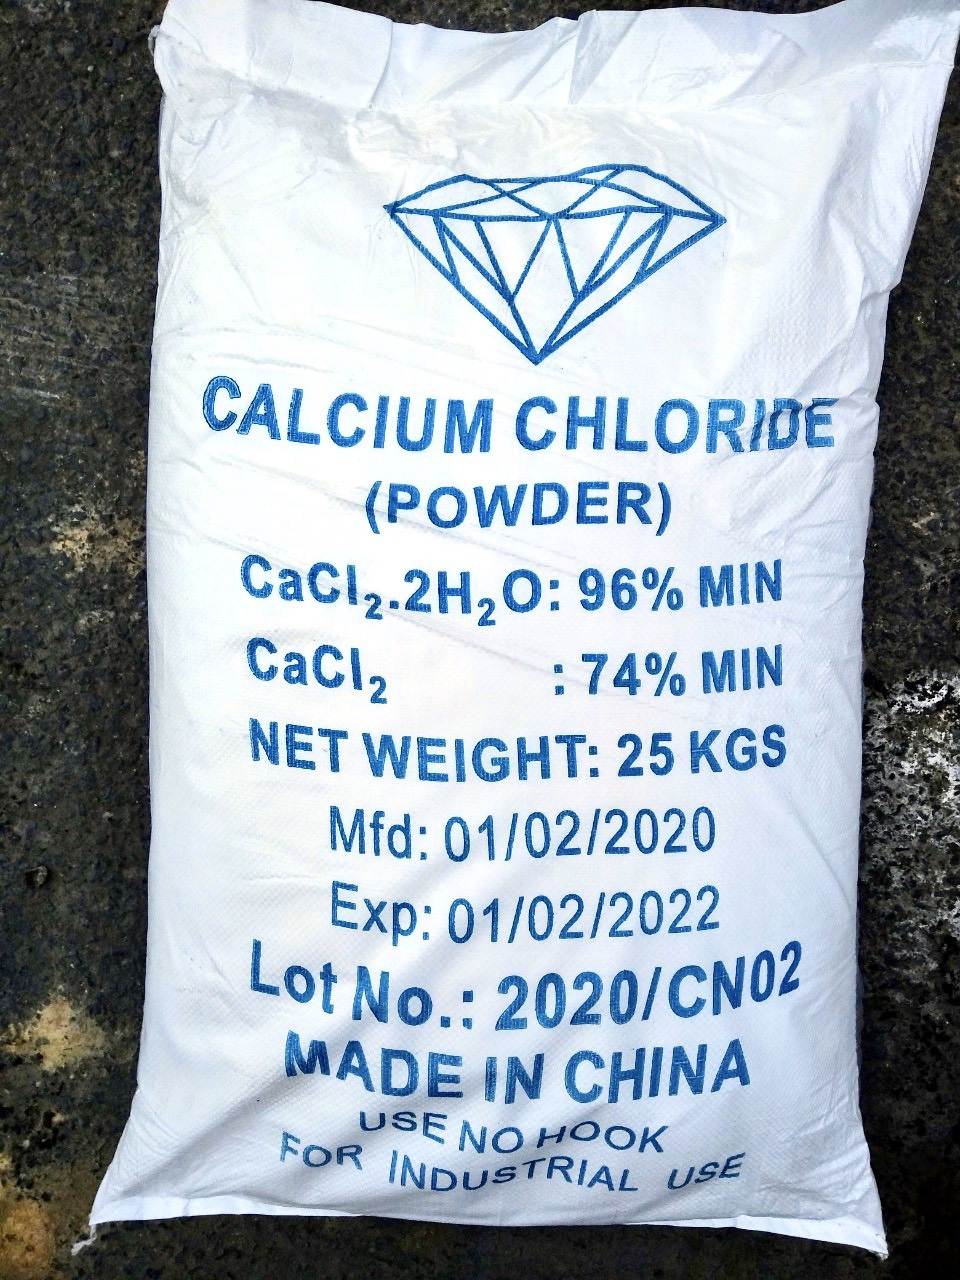 CALCIUM CHLORIDE
(POWDER)
CaCl₂.2H₂O: 96% MIN
CaCl₂ : 74% MIN
NET WEIGHT: 25 KGS
Mfd: 01/02/2020
Exp: 01/02/2022
Lot No.: 2020/CN02
MADE IN CHINA
USE NO HOOK
FOR INDUSTRIAL USE